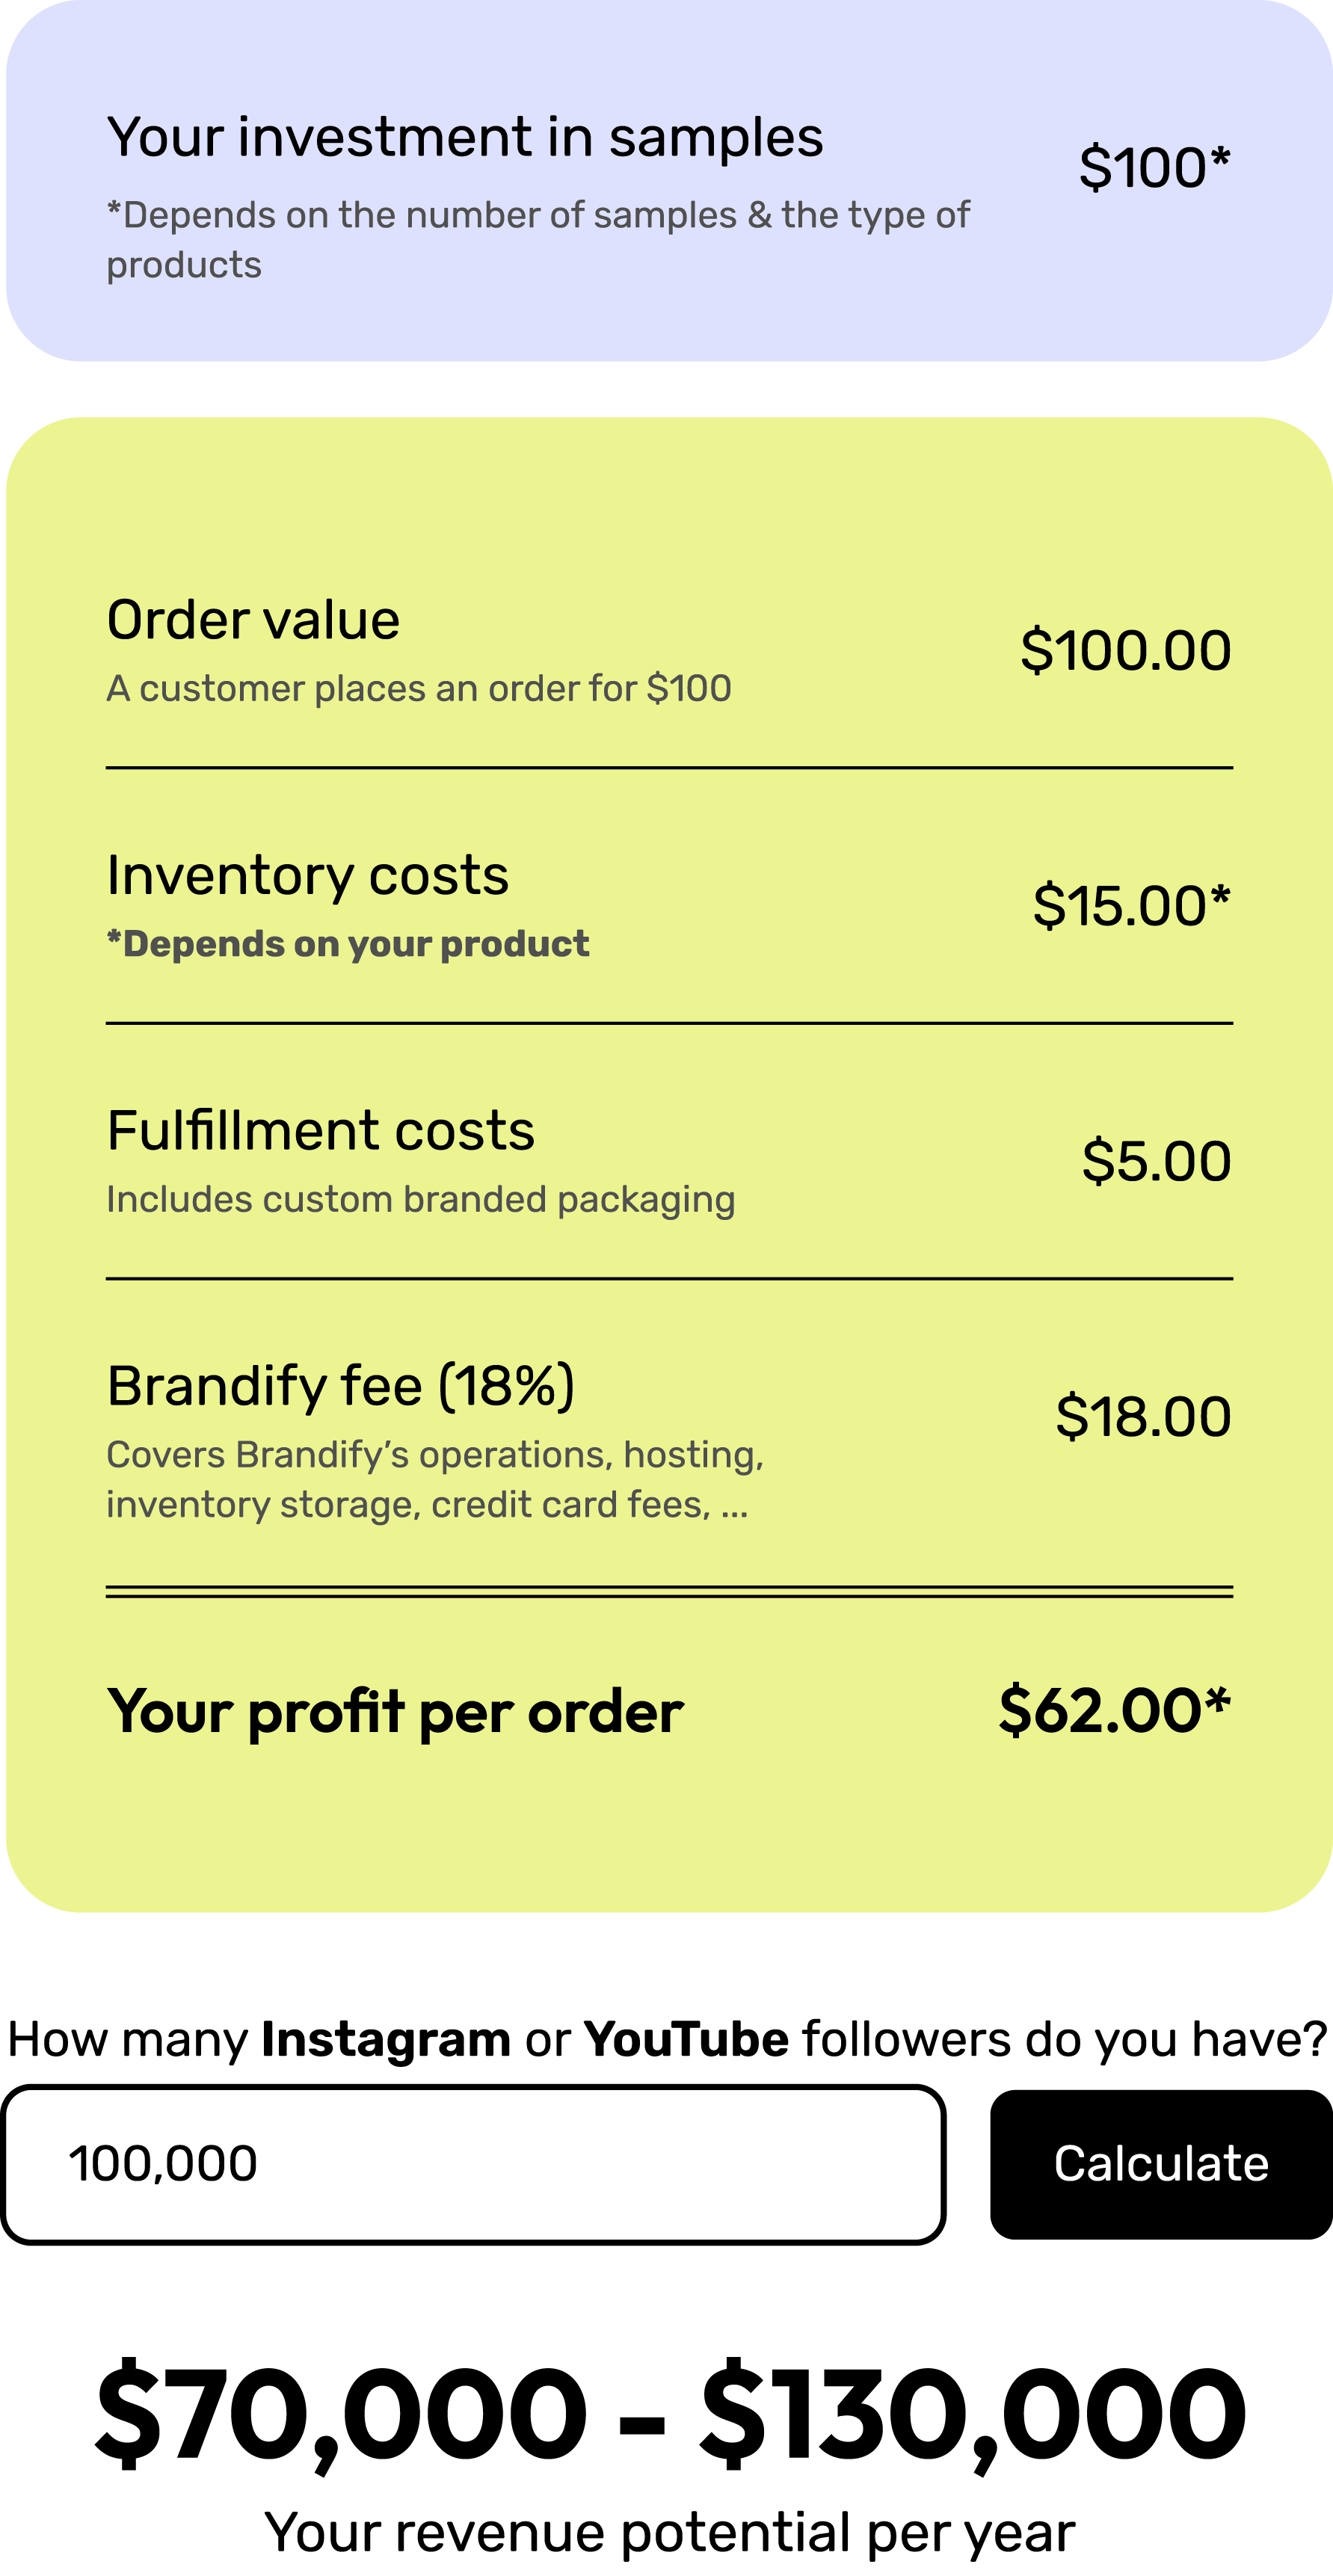 Your investment in samples
$100*
*Depends on the number of samples & the type of
products
Order value
$100.00
A customer places an order for $100
Inventory costs
$15.00*
*Depends on your product
Fulfillment costs
$5.00
Includes custom branded packaging
Brandify fee (18%)
$18.00
Covers Brandify’s operations, hosting,
inventory storage, credit card fees, ...
Your profit per order
$62.00*
How many Instagram or YouTube followers do you have?
100,000
Calculate
$70,000 - $130,000
Your revenue potential per year